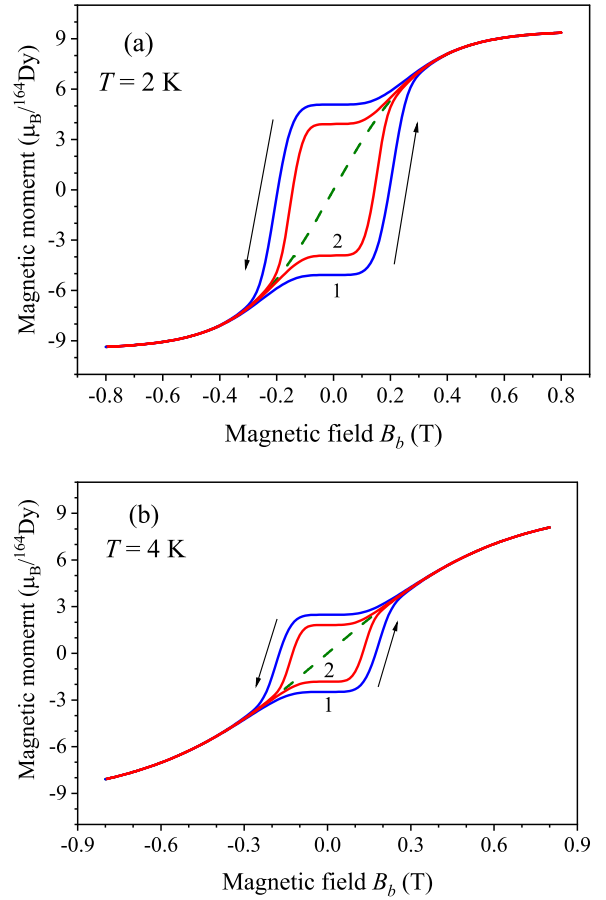 (a)
T = 2 K
Magnetic momernt (μB/164Dy)
9
6
3
0
-3
-6
-9
2
1
-0.8 -0.6 -0.4 -0.2 0.0 0.2 0.4 0.6 0.8
Magnetic field Bb (T)
(b)
T = 4 K
Magnetic momernt (μB/164Dy)
9
6
3
0
-3
-6
-9
2
1
-0.9 -0.6 -0.3 0.0 0.3 0.6 0.9
Magnetic field Bb (T)